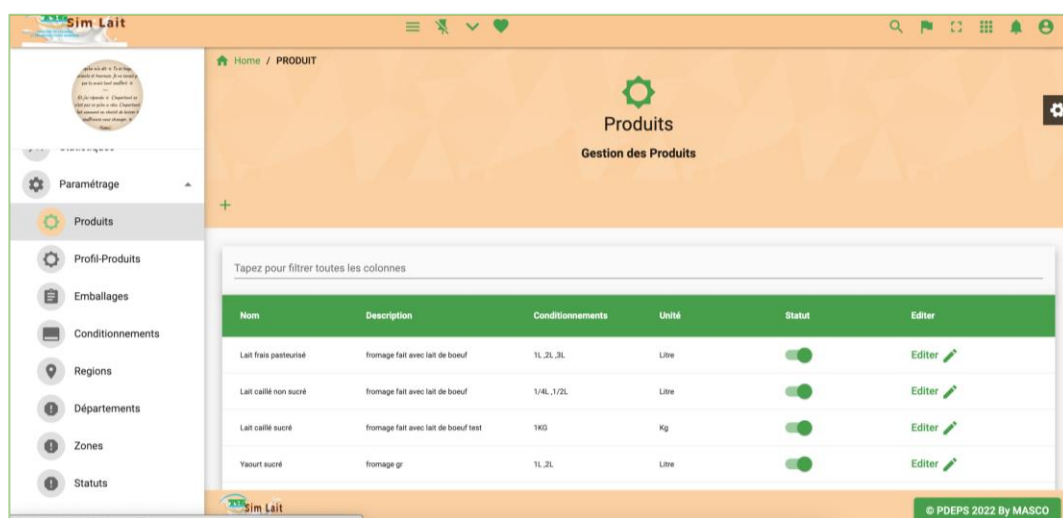 Sim Lait
Home / PRODUIT
Produits
Gestion des Produits
Statistiques
Paramétrage
Produits
Profil-Produits
Emballages
Conditionnements
Regions
Départements
Zones
Statuts
Tapez pour filtrer toutes les colonnes
Nom Description Conditionnements Unité Statut Editer
Lait frais pasteurisé fromage fait avec lait de boeuf 1L ,2L ,3L Litre Editer
Lait caillé non sucré fromage fait avec lait de boeuf 1/4L ,1/2L Litre Editer
Lait caillé sucré fromage fait avec lait de boeuf test 1KG Kg Editer
Yaourt sucré fromage gr 1L ,2L Litre Editer
Sim Lait
© PDEPS 2022 By MASCO